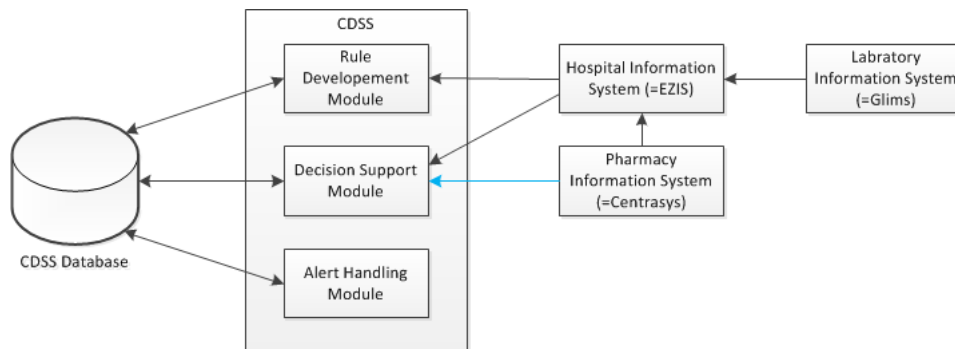 CDSS
Rule
Developement
Module
Hospital Information
System (=EZIS)
Labratory
Information System
(=Glims)
Decision Support
Module
Pharmacy
Information System
(=Centrasys)
CDSS Database
Alert Handling
Module